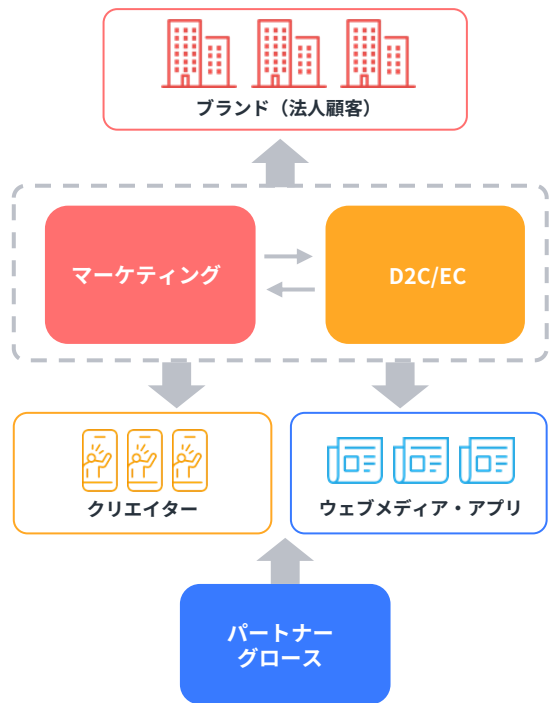 ブランド（法人顧客）
マーケティング
D2C/EC
クリエイター
ウェブメディア・アプリ
パートナー
グロース